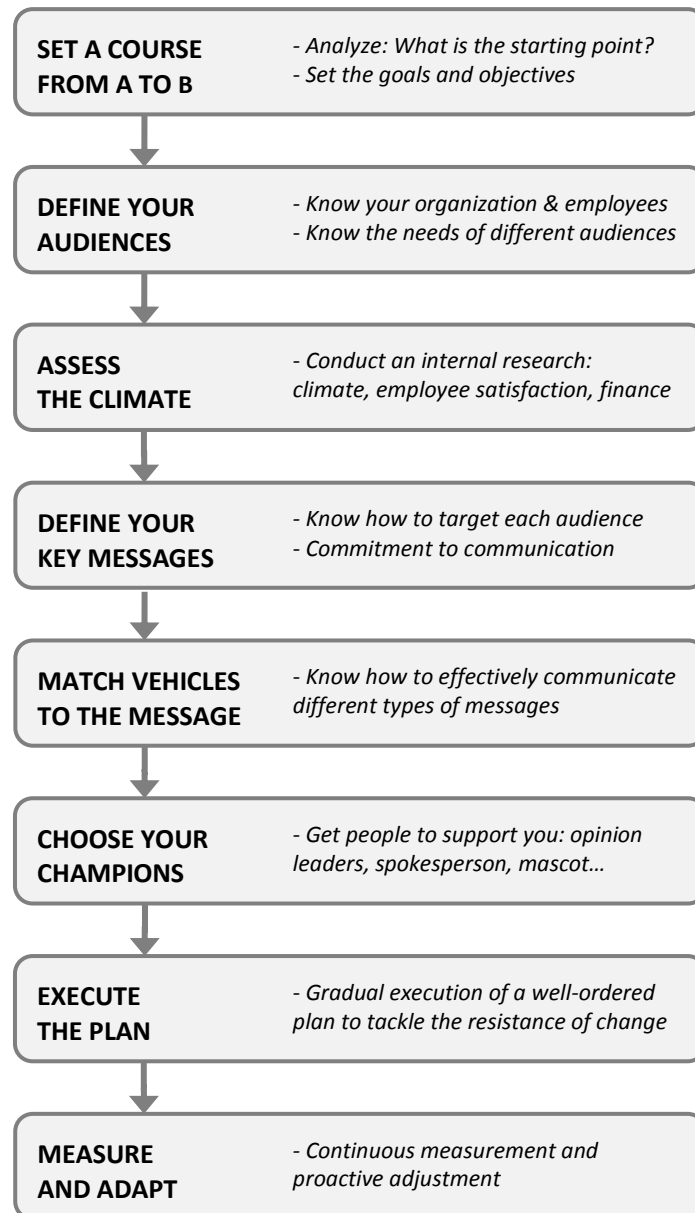 SET A COURSE
FROM A TO B
- Analyze: What is the starting point?
- Set the goals and objectives
DEFINE YOUR
AUDIENCES
- Know your organization & employees
- Know the needs of different audiences
ASSESS
THE CLIMATE
- Conduct an internal research:
climate, employee satisfaction, finance
DEFINE YOUR
KEY MESSAGES
- Know how to target each audience
- Commitment to communication
MATCH VEHICLES
TO THE MESSAGE
- Know how to effectively communicate
different types of messages
CHOOSE YOUR
CHAMPIONS
- Get people to support you: opinion
leaders, spokesperson, mascot…
EXECUTE
THE PLAN
- Gradual execution of a well-ordered
plan to tackle the resistance of change
MEASURE
AND ADAPT
- Continuous measurement and
proactive adjustment